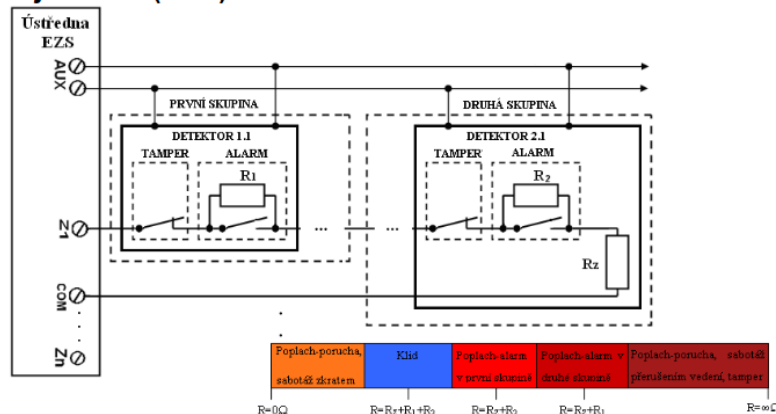 Ústředna
EZS
AUX
PRVNÍ SKUPINA
DRUHÁ SKUPINA
DETEKTOR 1.1
DETEKTOR 2.1
TAMPER
ALARM
TAMPER
ALARM
R1
R2
Z1
...
...
Rz
COM
Zn
Poplach-porucha,
sabotáž zkratem
Klid
Poplach-alarm
v první skupině
Poplach-alarm v
druhé skupině
Poplach-porucha, sabotáž
přerušením vedení, tamper
R=0Ω
R=Rz+R1+R2
R=Rz+R2
R=Rz+R1
R=∞Ω